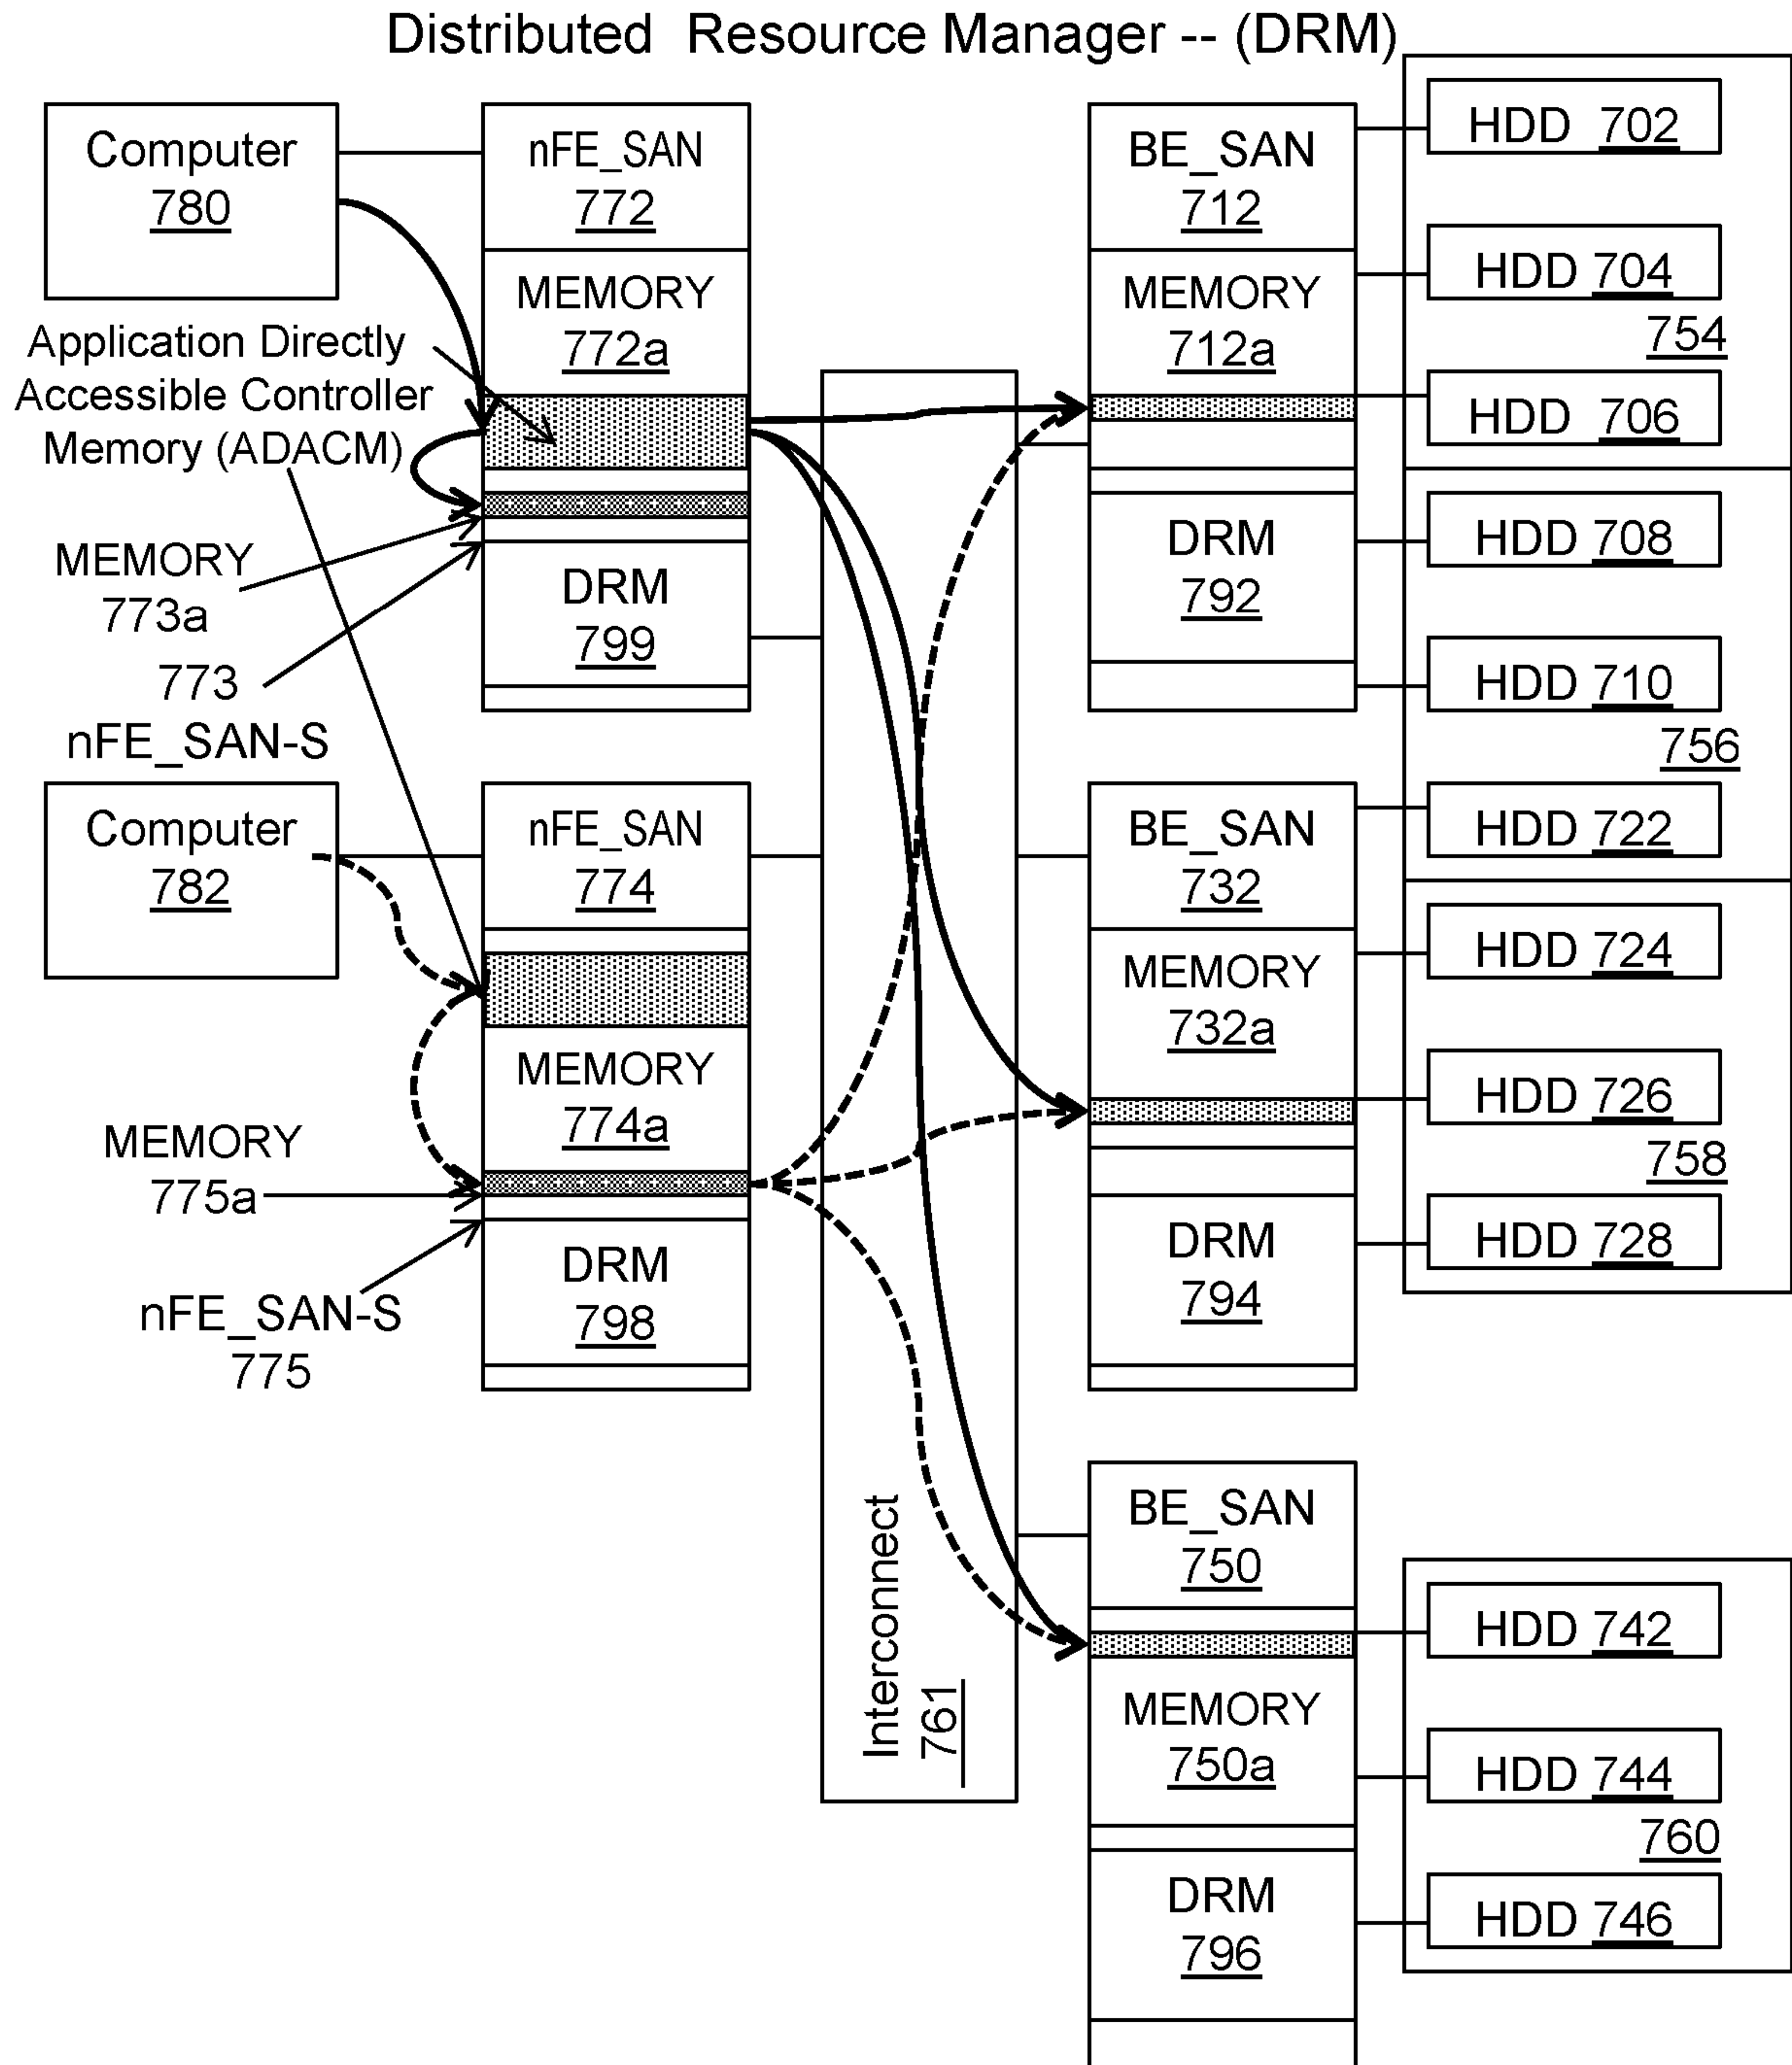 Distributed Resource Manager -- (DRM)
Computer
780
nFE_SAN
772
MEMORY
772a
Application Directly
Accessible Controller
Memory (ADACM)
MEMORY
773a
773
nFE_SAN-S
DRM
799
Computer
782
nFE_SAN
774
MEMORY
774a
MEMORY
775a
nFE_SAN-S
775
DRM
798
Interconnect
761
BE_SAN
712
MEMORY
712a
DRM
792
BE_SAN
732
MEMORY
732a
DRM
794
BE_SAN
750
MEMORY
750a
DRM
796
HDD 702
HDD 704
754
HDD 706
HDD 708
HDD 710
756
HDD 722
HDD 724
HDD 726
758
HDD 728
HDD 742
HDD 744
760
HDD 746